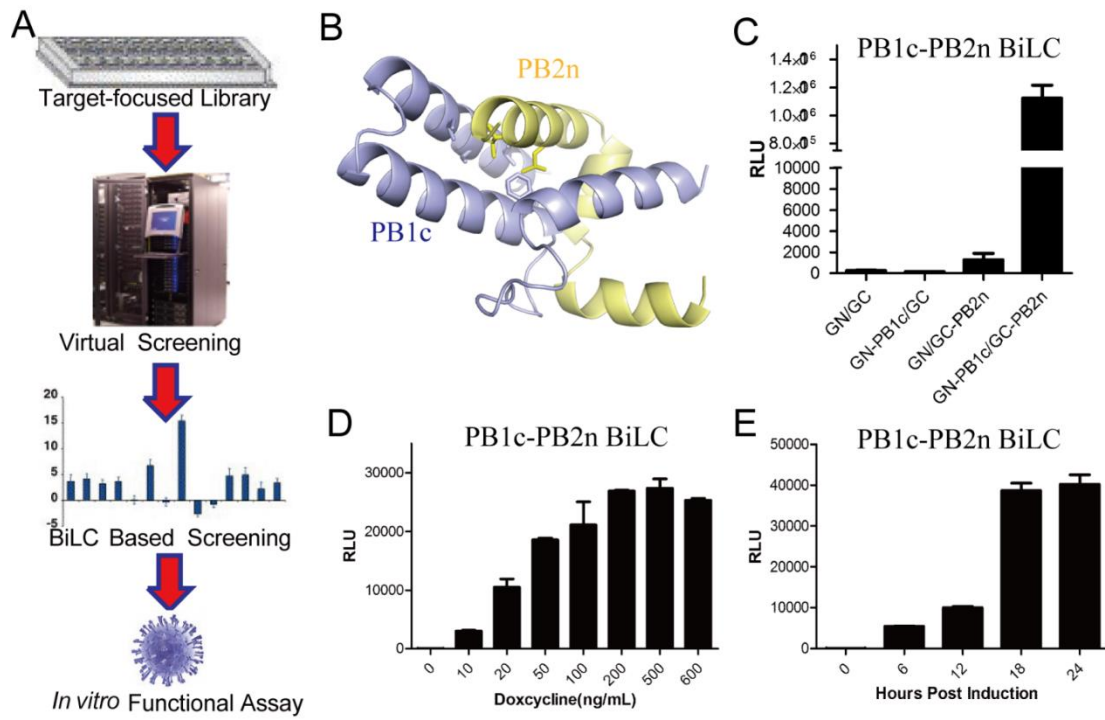 A
Target-focused Library
Virtual Screening
20
15
10
5
0
-5
BiLC Based Screening
In vitro Functional Assay
B
PB2n
PB1c
C
PB1c-PB2n BiLC
RLU
1.4×10⁶
1.2×10⁶
1.0×10⁶
8.0×10⁵
10000
8000
6000
4000
2000
0
GN/GC
GN-PB1c/GC
GN/GC-PB2n
GN-PB1c/GC-PB2n
D
PB1c-PB2n BiLC
RLU
30000
20000
10000
0
0
10
20
50
100
200
500
600
Doxcycline(ng/mL)
E
PB1c-PB2n BiLC
RLU
50000
40000
30000
20000
10000
0
0
6
12
18
24
Hours Post Induction